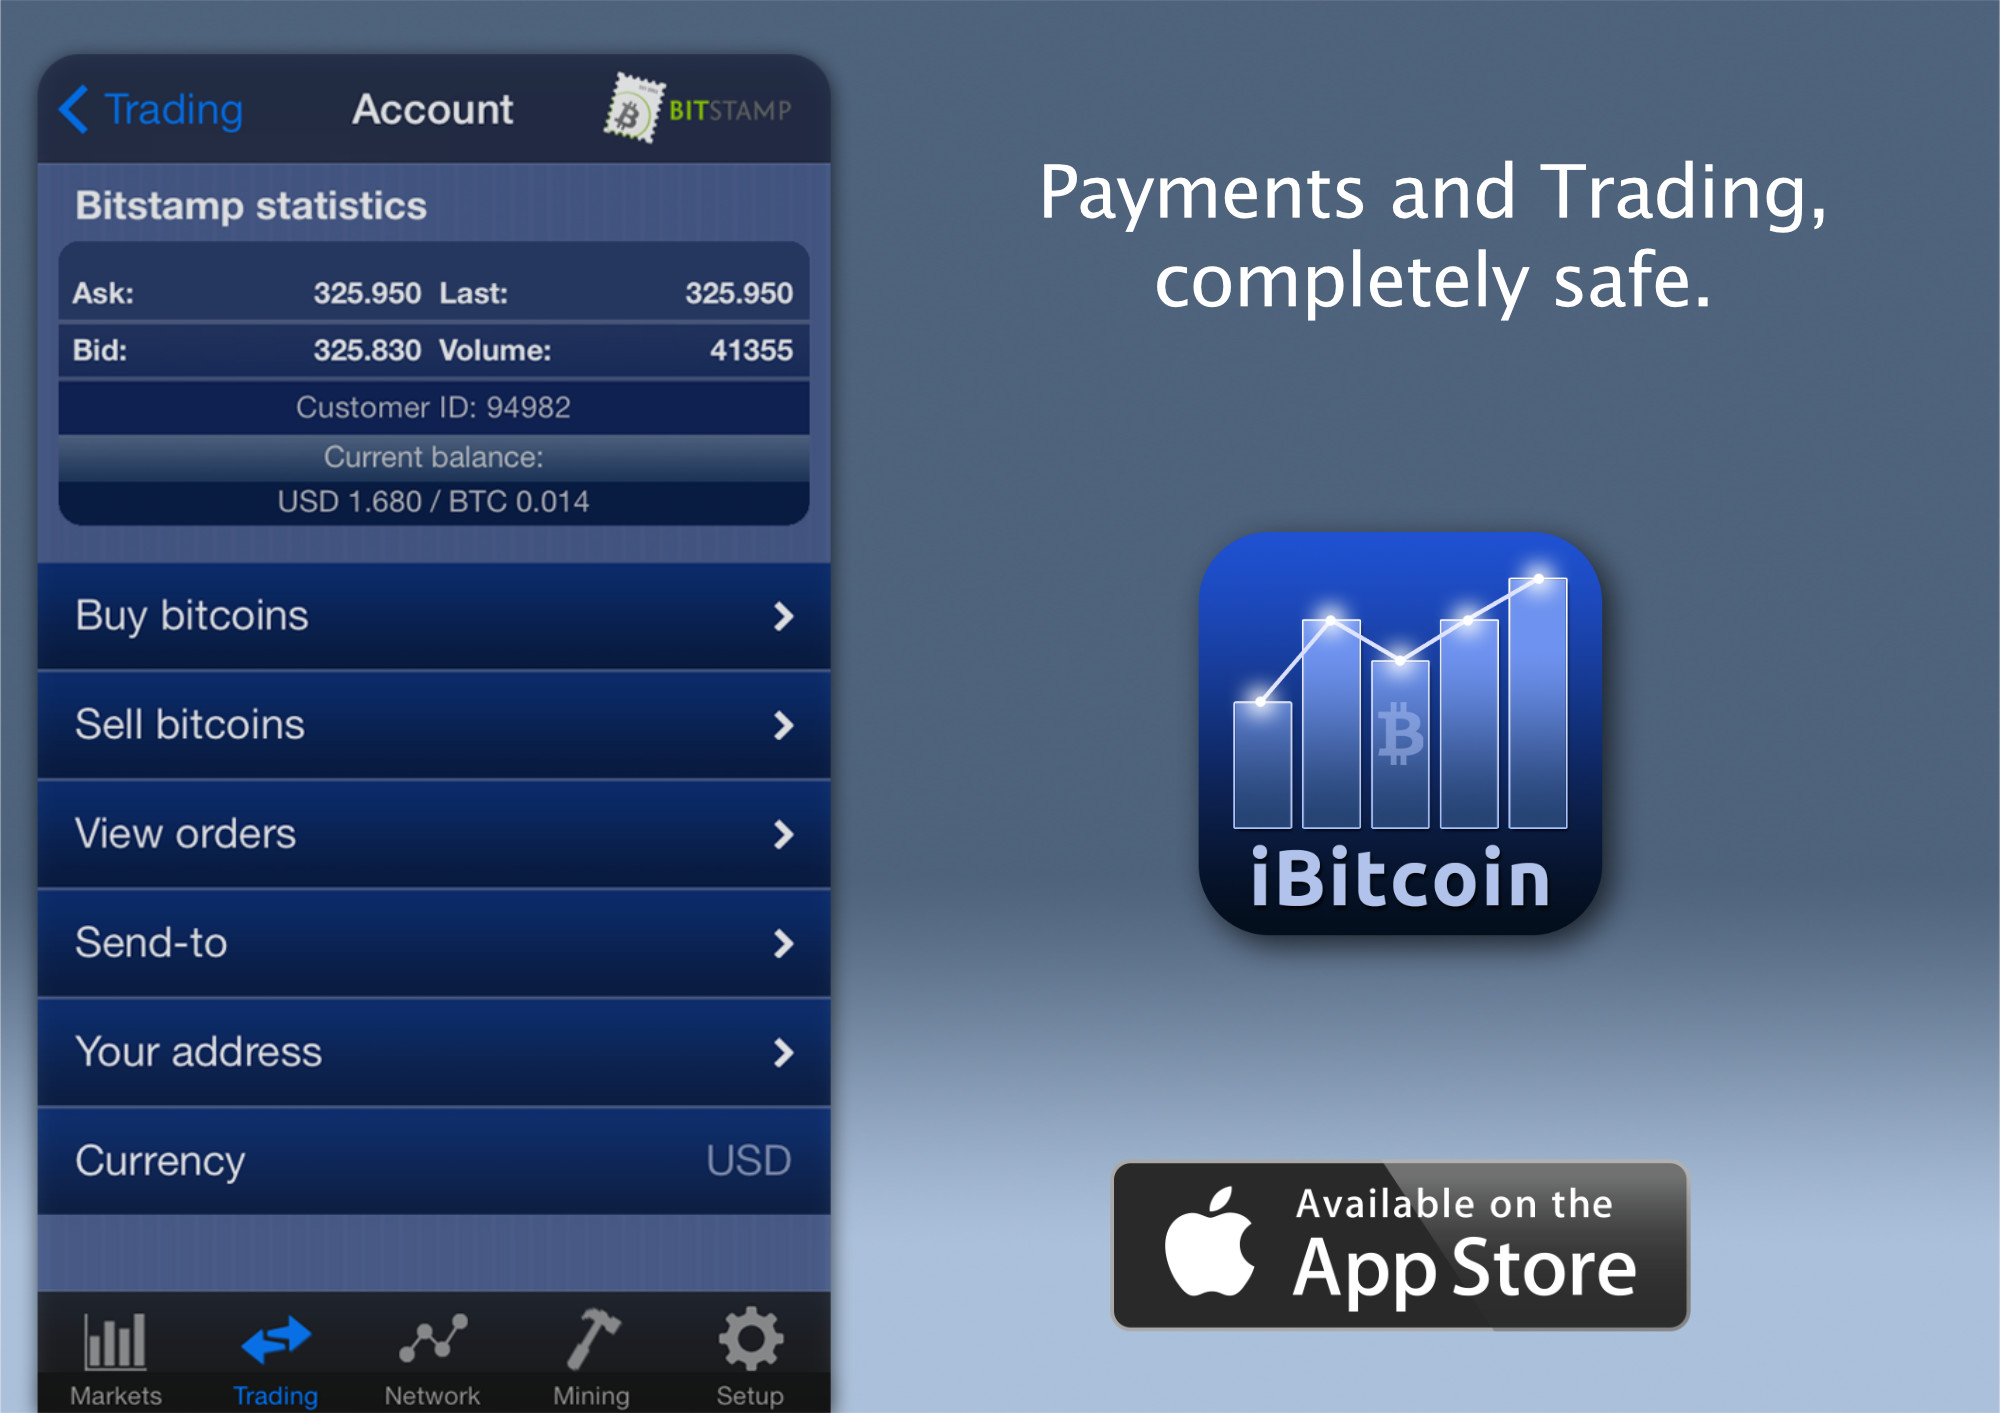 Trading Account BITSTAMP
Bitstamp statistics
Ask: 325.950 Last: 325.950
Bid: 325.830 Volume: 41355
Customer ID: 94982
Current balance:
USD 1.680 / BTC 0.014
Buy bitcoins
Sell bitcoins
View orders
Send-to
Your address
Currency USD
Markets Trading Network Mining Setup
Payments and Trading,
completely safe.
iBitcoin
Available on the
App Store